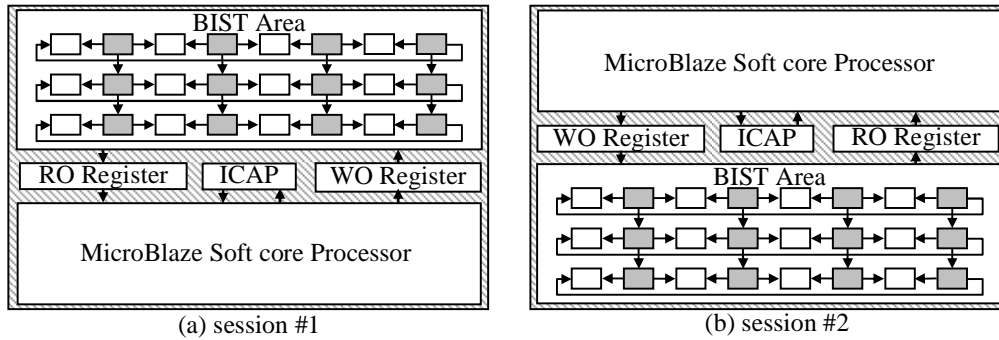 BIST Area
RO Register
ICAP
WO Register
MicroBlaze Soft core Processor
(a) session #1
MicroBlaze Soft core Processor
WO Register
ICAP
RO Register
BIST Area
(b) session #2